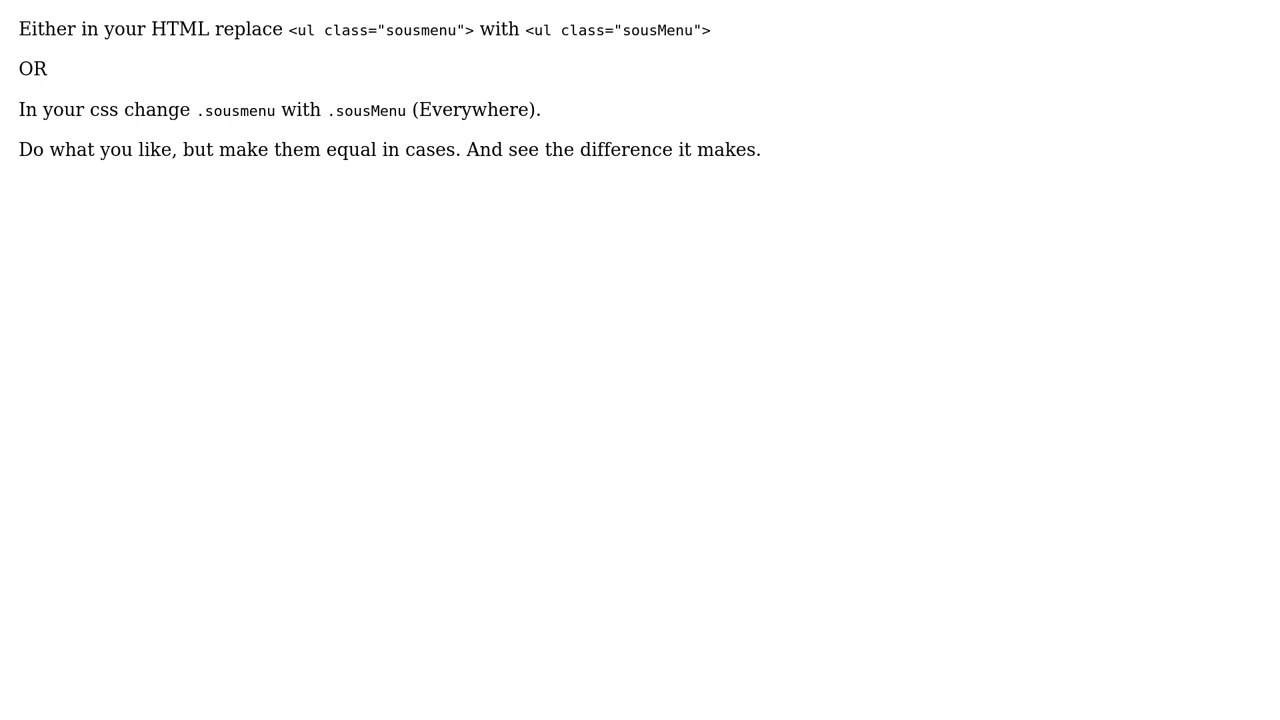 Either in your HTML replace <ul class="sousmenu"> with <ul class="sousMenu">
OR
In your css change .sousmenu with .sousMenu (Everywhere).
Do what you like, but make them equal in cases. And see the difference it makes.